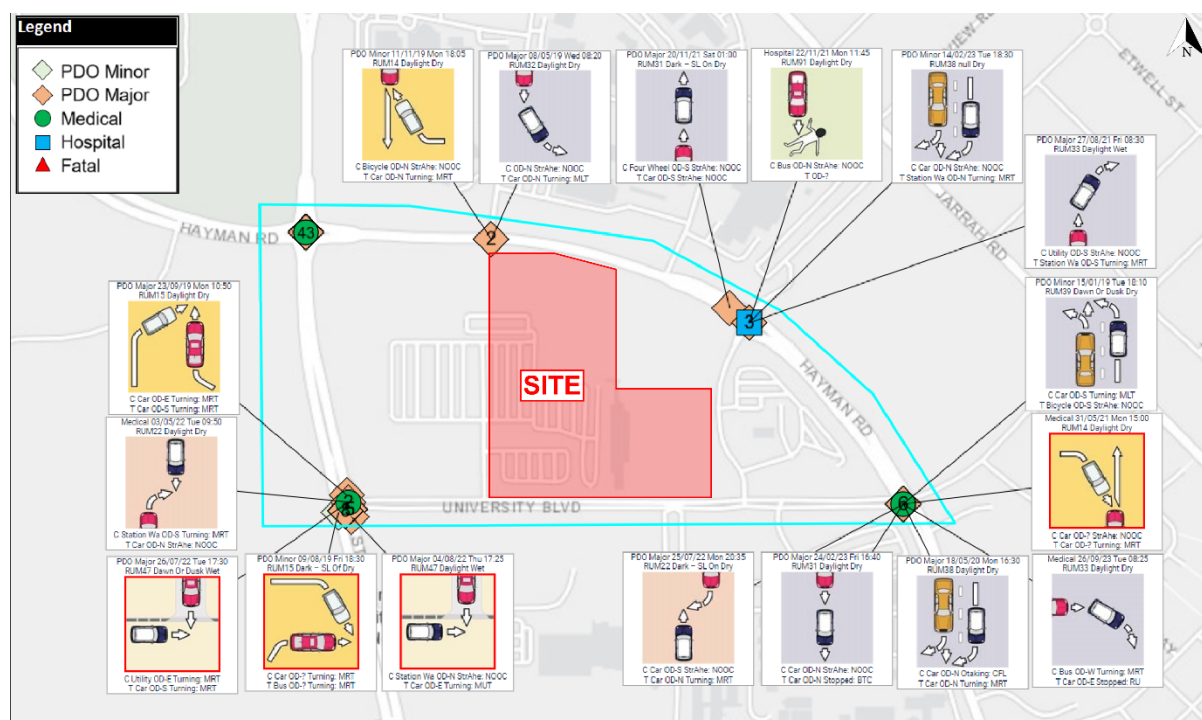 Legend
PDO Minor
PDO Major
Medical
Hospital
Fatal
N
PDO Minor 11/11/19 Mon 18:05
RUM14 Daylight Dry
C Bicycle OD-N StrAhe: NOOC
T Car OD-N Turning: MRT
PDO Major 08/05/19 Wed 08:20
RUM32 Daylight Dry
C OD-N StrAhe: NOOC
T Car OD-N Turning: MLT
PDO Major 20/11/21 Sat 01:00
RUM31 Dark – SL On Dry
C Four Wheel OD-S StrAhe: NOOC
T Car OD-S StrAhe: NOOC
Hospital 22/11/21 Mon 11:45
RUM91 Daylight Dry
C Bus OD-N StrAhe: NOOC
T OD-?
PDO Minor 14/02/23 Tue 18:30
RUM38 null Dry
C Car OD-N StrAhe: NOOC
T Station Wa OD-N Turning: MRT
PDO Major 27/08/21 Fri 08:30
RUM33 Daylight Wet
C Utility OD-S StrAhe: NOOC
T Station Wa OD-S Turning: MRT
ETWELL ST
JARRAH RD
HAYMAN RD
43
2
3
HAYMAN RD
PDO Major 23/09/19 Mon 10:50
RUM15 Daylight Dry
C Car OD-E Turning: MRT
T Car OD-S Turning: MRT
PDO Minor 15/01/19 Tue 18:10
RUM39 Dawn Or Dusk Dry
C Car OD-S Turning: MLT
T Bicycle OD-S StrAhe: NOOC
SITE
Medical 03/05/22 Tue 09:50
RUM22 Daylight Dry
C Station Wa OD-S Turning: MRT
T Car OD-N StrAhe: NOOC
Medical 31/05/21 Mon 15:00
RUM14 Daylight Dry
C Car OD-? StrAhe: NOOC
T Car OD-? Turning: MRT
UNIVERSITY BLVD
6
PDO Major 26/07/22 Tue 17:30
RUM47 Dawn Or Dusk Wet
C Utility OD-E Turning: MRT
T Car OD-S Turning: MRT
PDO Minor 09/08/19 Fri 18:30
RUM15 Dark – SL Of Dry
C Car OD-? Turning: MRT
T Bus OD-? Turning: MRT
PDO Major 04/08/22 Thu 17:25
RUM47 Daylight Wet
C Station Wa OD-N StrAhe: NOOC
T Car OD-E Turning: MUT
PDO Major 25/07/22 Mon 20:35
RUM22 Dark – SL On Dry
C Car OD-S StrAhe: NOOC
T Car OD-N Turning: MRT
PDO Major 24/02/23 Fri 16:40
RUM31 Daylight Dry
C Car OD-N StrAhe: NOOC
T Car OD-N Stopped: BTC
PDO Major 18/05/20 Mon 16:30
RUM38 Daylight Dry
C Car OD-N Otaking: CFL
T Car OD-N Turning: MRT
Medical 26/09/23 Tue 08:25
RUM33 Daylight Dry
C Bus OD-W Turning: MRT
T Car OD-E Stopped: RIJ